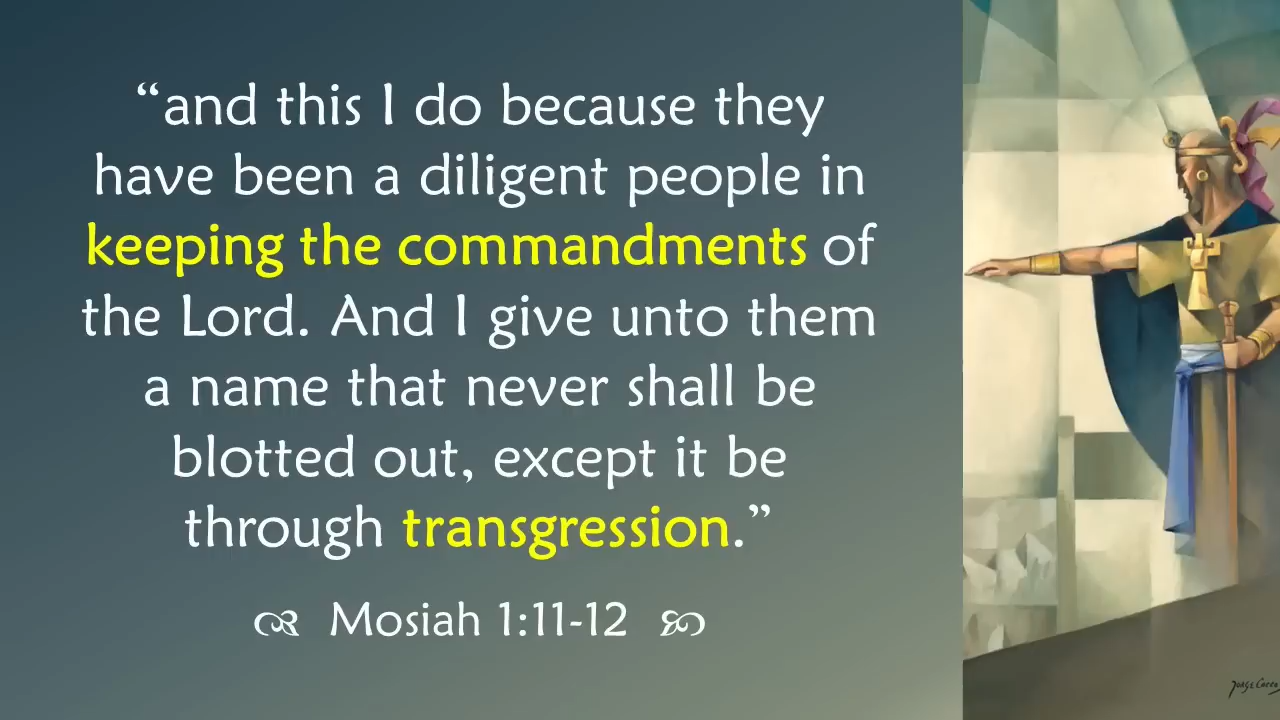 “and this I do because they
have been a diligent people in
keeping the commandments of
the Lord. And I give unto them
a name that never shall be
blotted out, except it be
through transgression.”
Mosiah 1:11-12